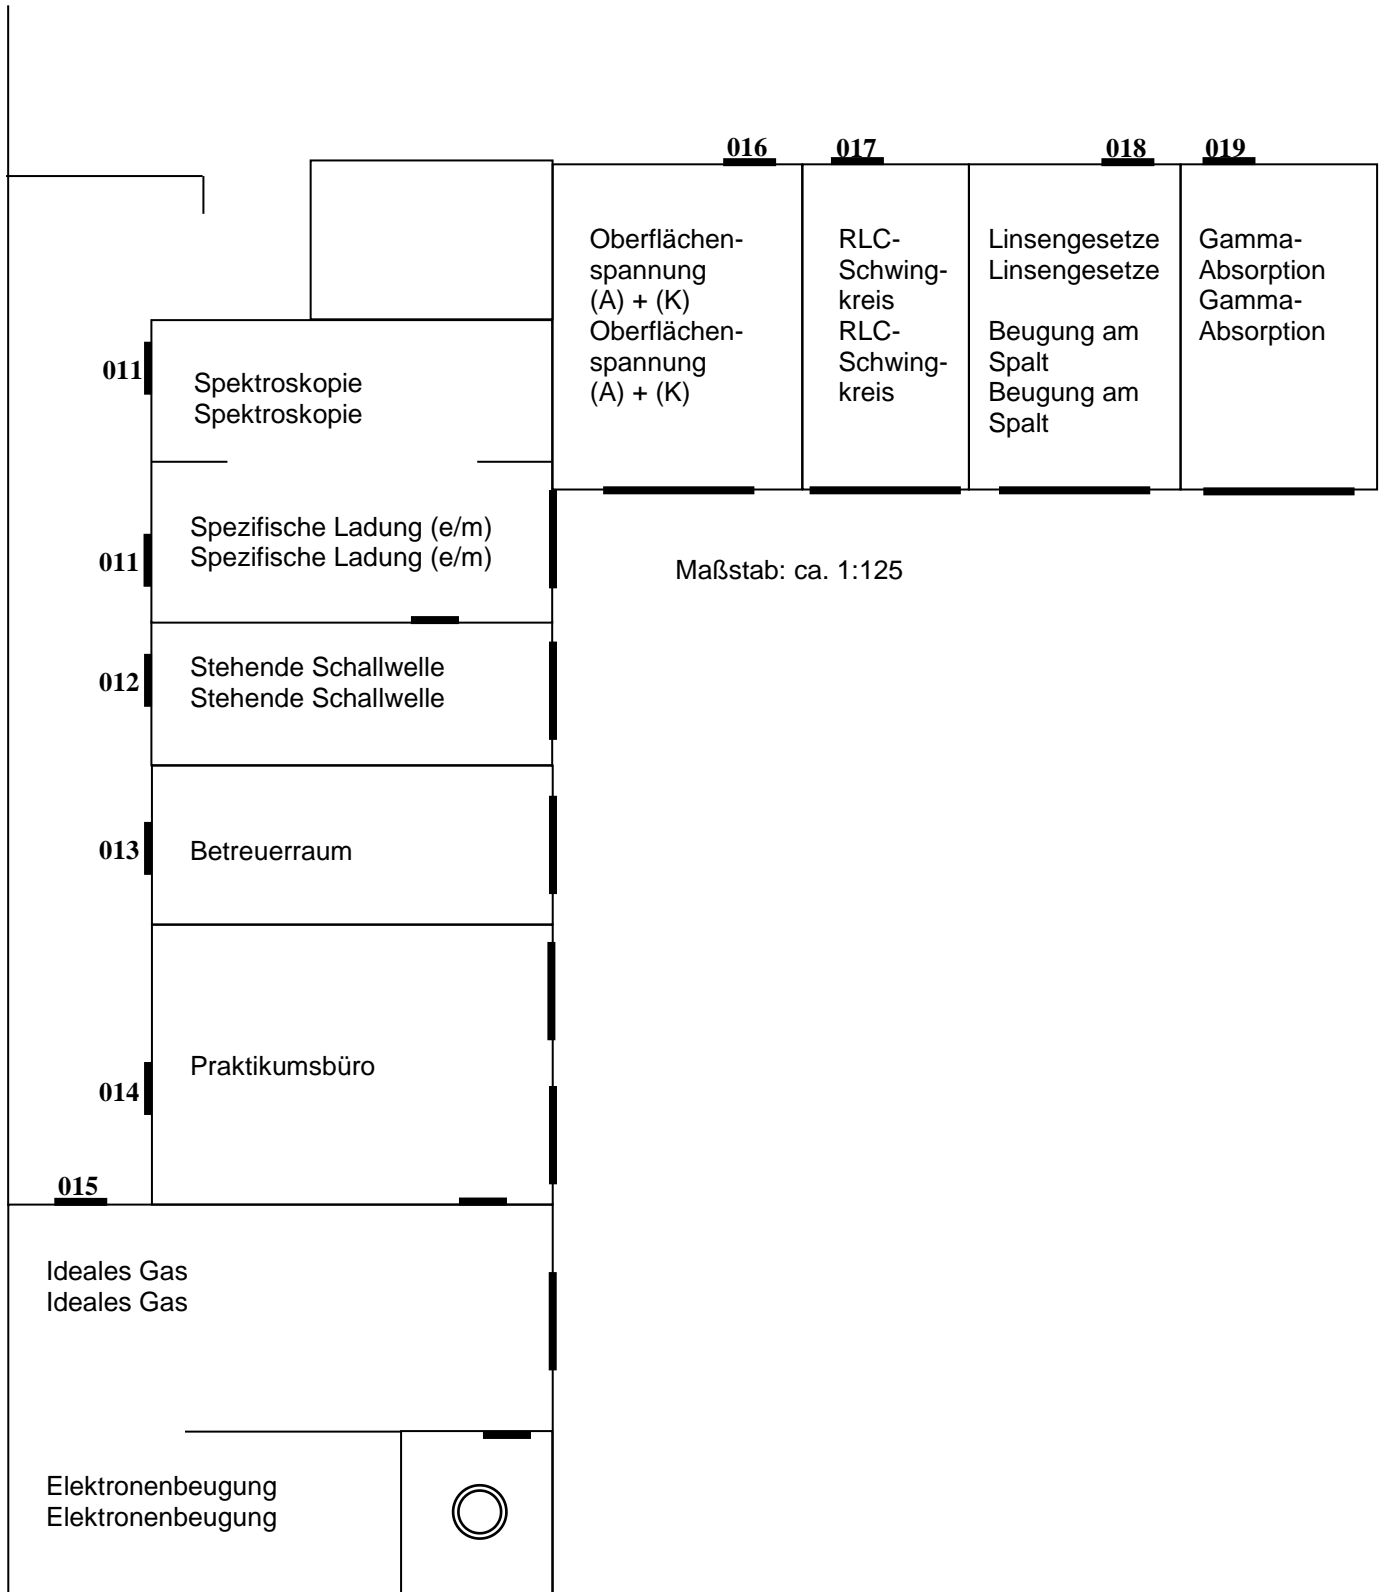 016
017
018
019
Oberflächen-
spannung
(A) + (K)
Oberflächen-
spannung
(A) + (K)
RLC-
Schwing-
kreis
RLC-
Schwing-
kreis
Linsengesetze
Linsengesetze
Beugung am
Spalt
Beugung am
Spalt
Gamma-
Absorption
Gamma-
Absorption
011
Spektroskopie
Spektroskopie
011
Spezifische Ladung (e/m)
Spezifische Ladung (e/m)
Maßstab: ca. 1:125
012
Stehende Schallwelle
Stehende Schallwelle
013
Betreuerraum
014
Praktikumsbüro
015
Ideales Gas
Ideales Gas
Elektronenbeugung
Elektronenbeugung